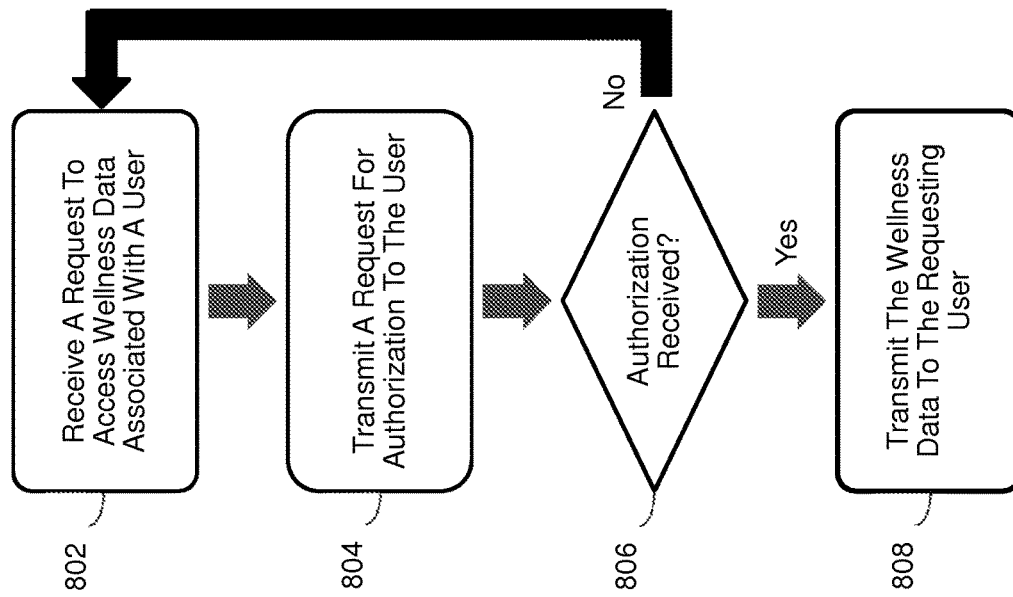 802
Receive A Request To
Access Wellness Data
Associated With A User
804
Transmit A Request For
Authorization To The User
806
Authorization
Received?
No
Yes
808
Transmit The Wellness
Data To The Requesting
User